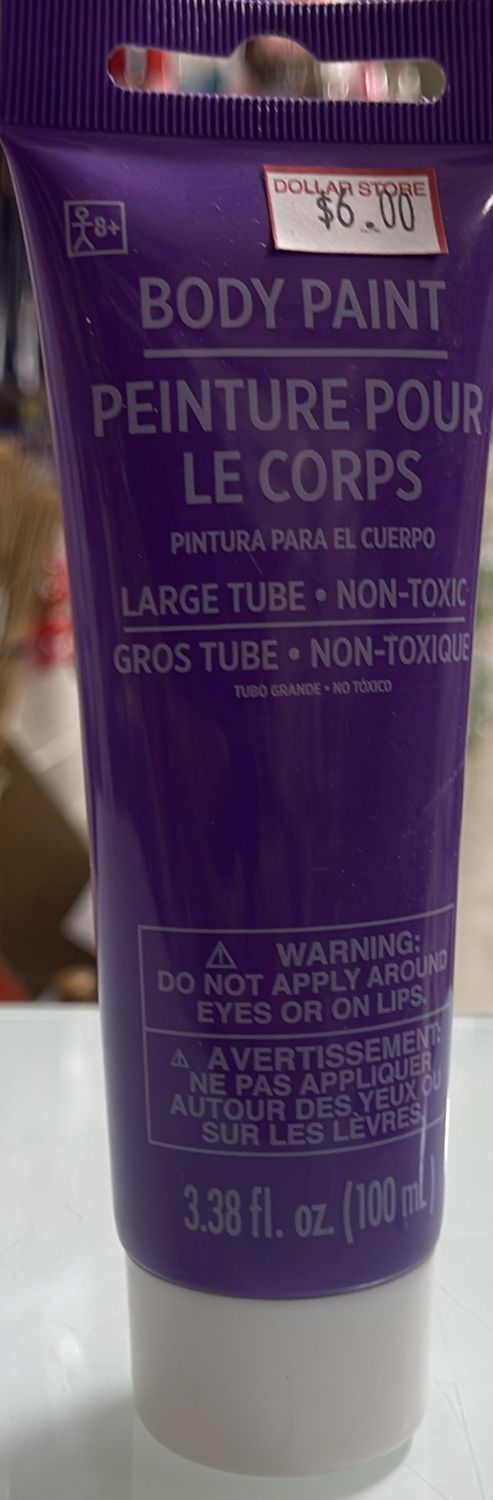 DOLLAR STORE
$6.00
8+
BODY PAINT
PEINTURE POUR
LE CORPS
PINTURA PARA EL CUERPO
LARGE TUBE • NON-TOXIC
GROS TUBE • NON-TOXIQUE
TUBO GRANDE • NO TÓXICO
WARNING:
DO NOT APPLY AROUND
EYES OR ON LIPS.
AVERTISSEMENT:
NE PAS APPLIQUER
AUTOUR DES YEUX OU
SUR LES LÈVRES.
3.38 fl. oz. (100 mL)